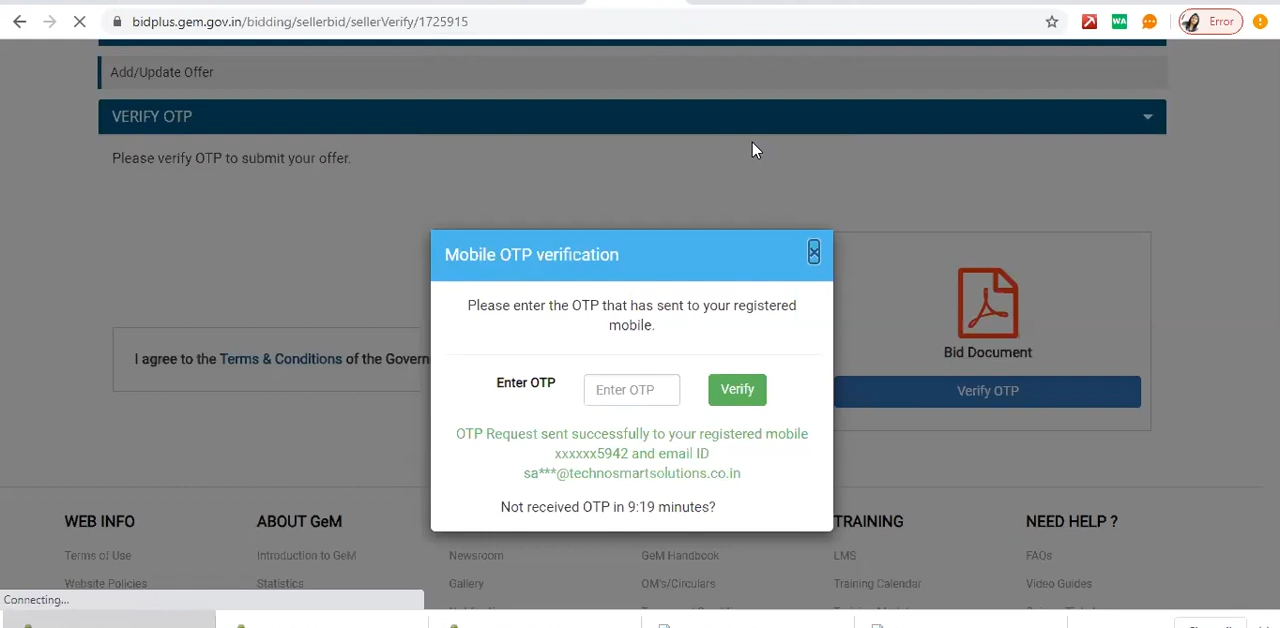 bidplus.gem.gov.in/bidding/sellerbid/sellerVerify/1725915
WA
Error
Add/Update Offer
VERIFY OTP
Please verify OTP to submit your offer.
Mobile OTP verification
Please enter the OTP that has sent to your registered
mobile.
I agree to the Terms & Conditions of the Govern
Bid Document
Enter OTP
Enter OTP
Verify
Verify OTP
OTP Request sent successfully to your registered mobile
xxxxxx5942 and email ID
sa***@technosmartsolutions.co.in
Not received OTP in 9:19 minutes?
WEB INFO
ABOUT GeM
TRAINING
NEED HELP ?
Terms of Use
Introduction to GeM
Newsroom
GeM Handbook
LMS
FAQs
Website Policies
Statistics
Gallery
OM's/Circulars
Training Calendar
Video Guides
Connecting...